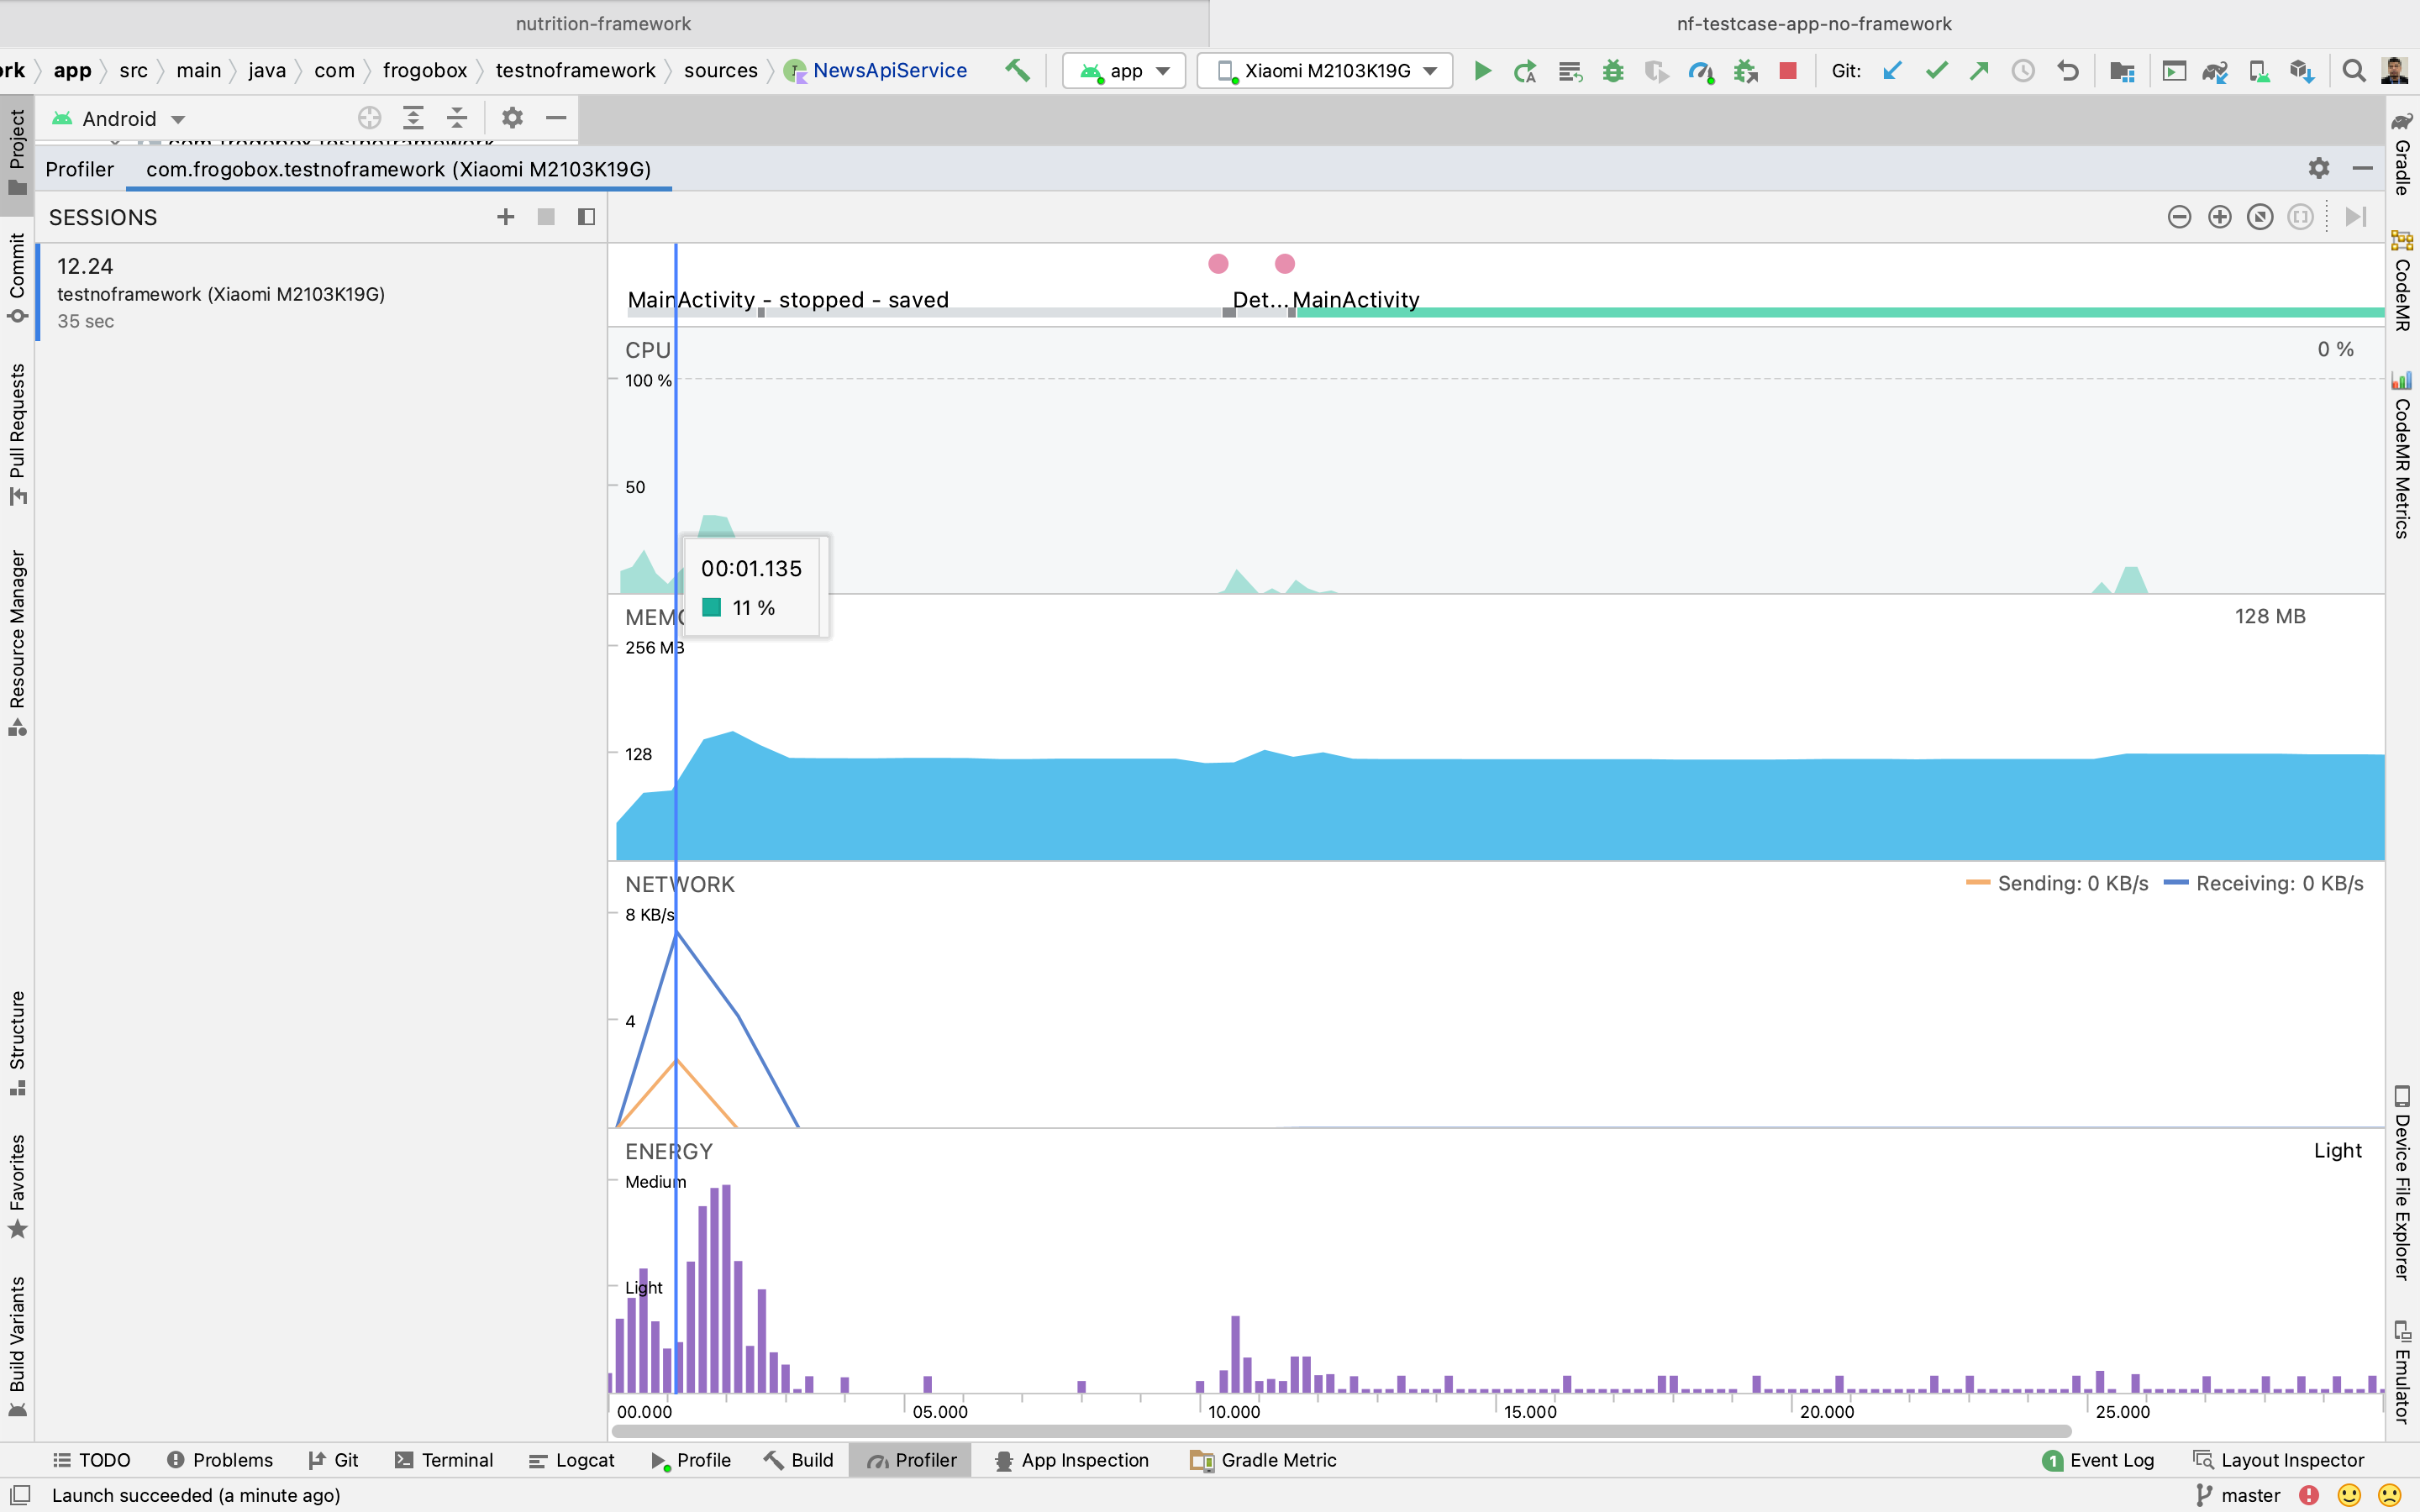 nutrition-framework
nf-testcase-app-no-framework
rk
app
src
main
java
com
frogobox
testnoframework
sources
NewsApiService
app
Xiaomi M2103K19G
Git:
Android
Profiler
com.frogobox.testnoframework (Xiaomi M2103K19G)
SESSIONS
12.24
testnoframework (Xiaomi M2103K19G)
35 sec
MainActivity - stopped - saved
Det...
MainActivity
CPU
0 %
100 %
50
00:01.135
11 %
128 MB
256 MB
128
NETWORK
Sending: 0 KB/s
Receiving: 0 KB/s
8 KB/s
4
ENERGY
Light
Medium
Light
00.000
05.000
10.000
15.000
20.000
25.000
Project
Commit
Pull Requests
Resource Manager
Structure
Favorites
Build Variants
Gradle
CodeMR
CodeMR Metrics
Device File Explorer
Emulator
TODO
Problems
Git
Terminal
Logcat
Profile
Build
Profiler
App Inspection
Gradle Metric
1
Event Log
Layout Inspector
Launch succeeded (a minute ago)
master